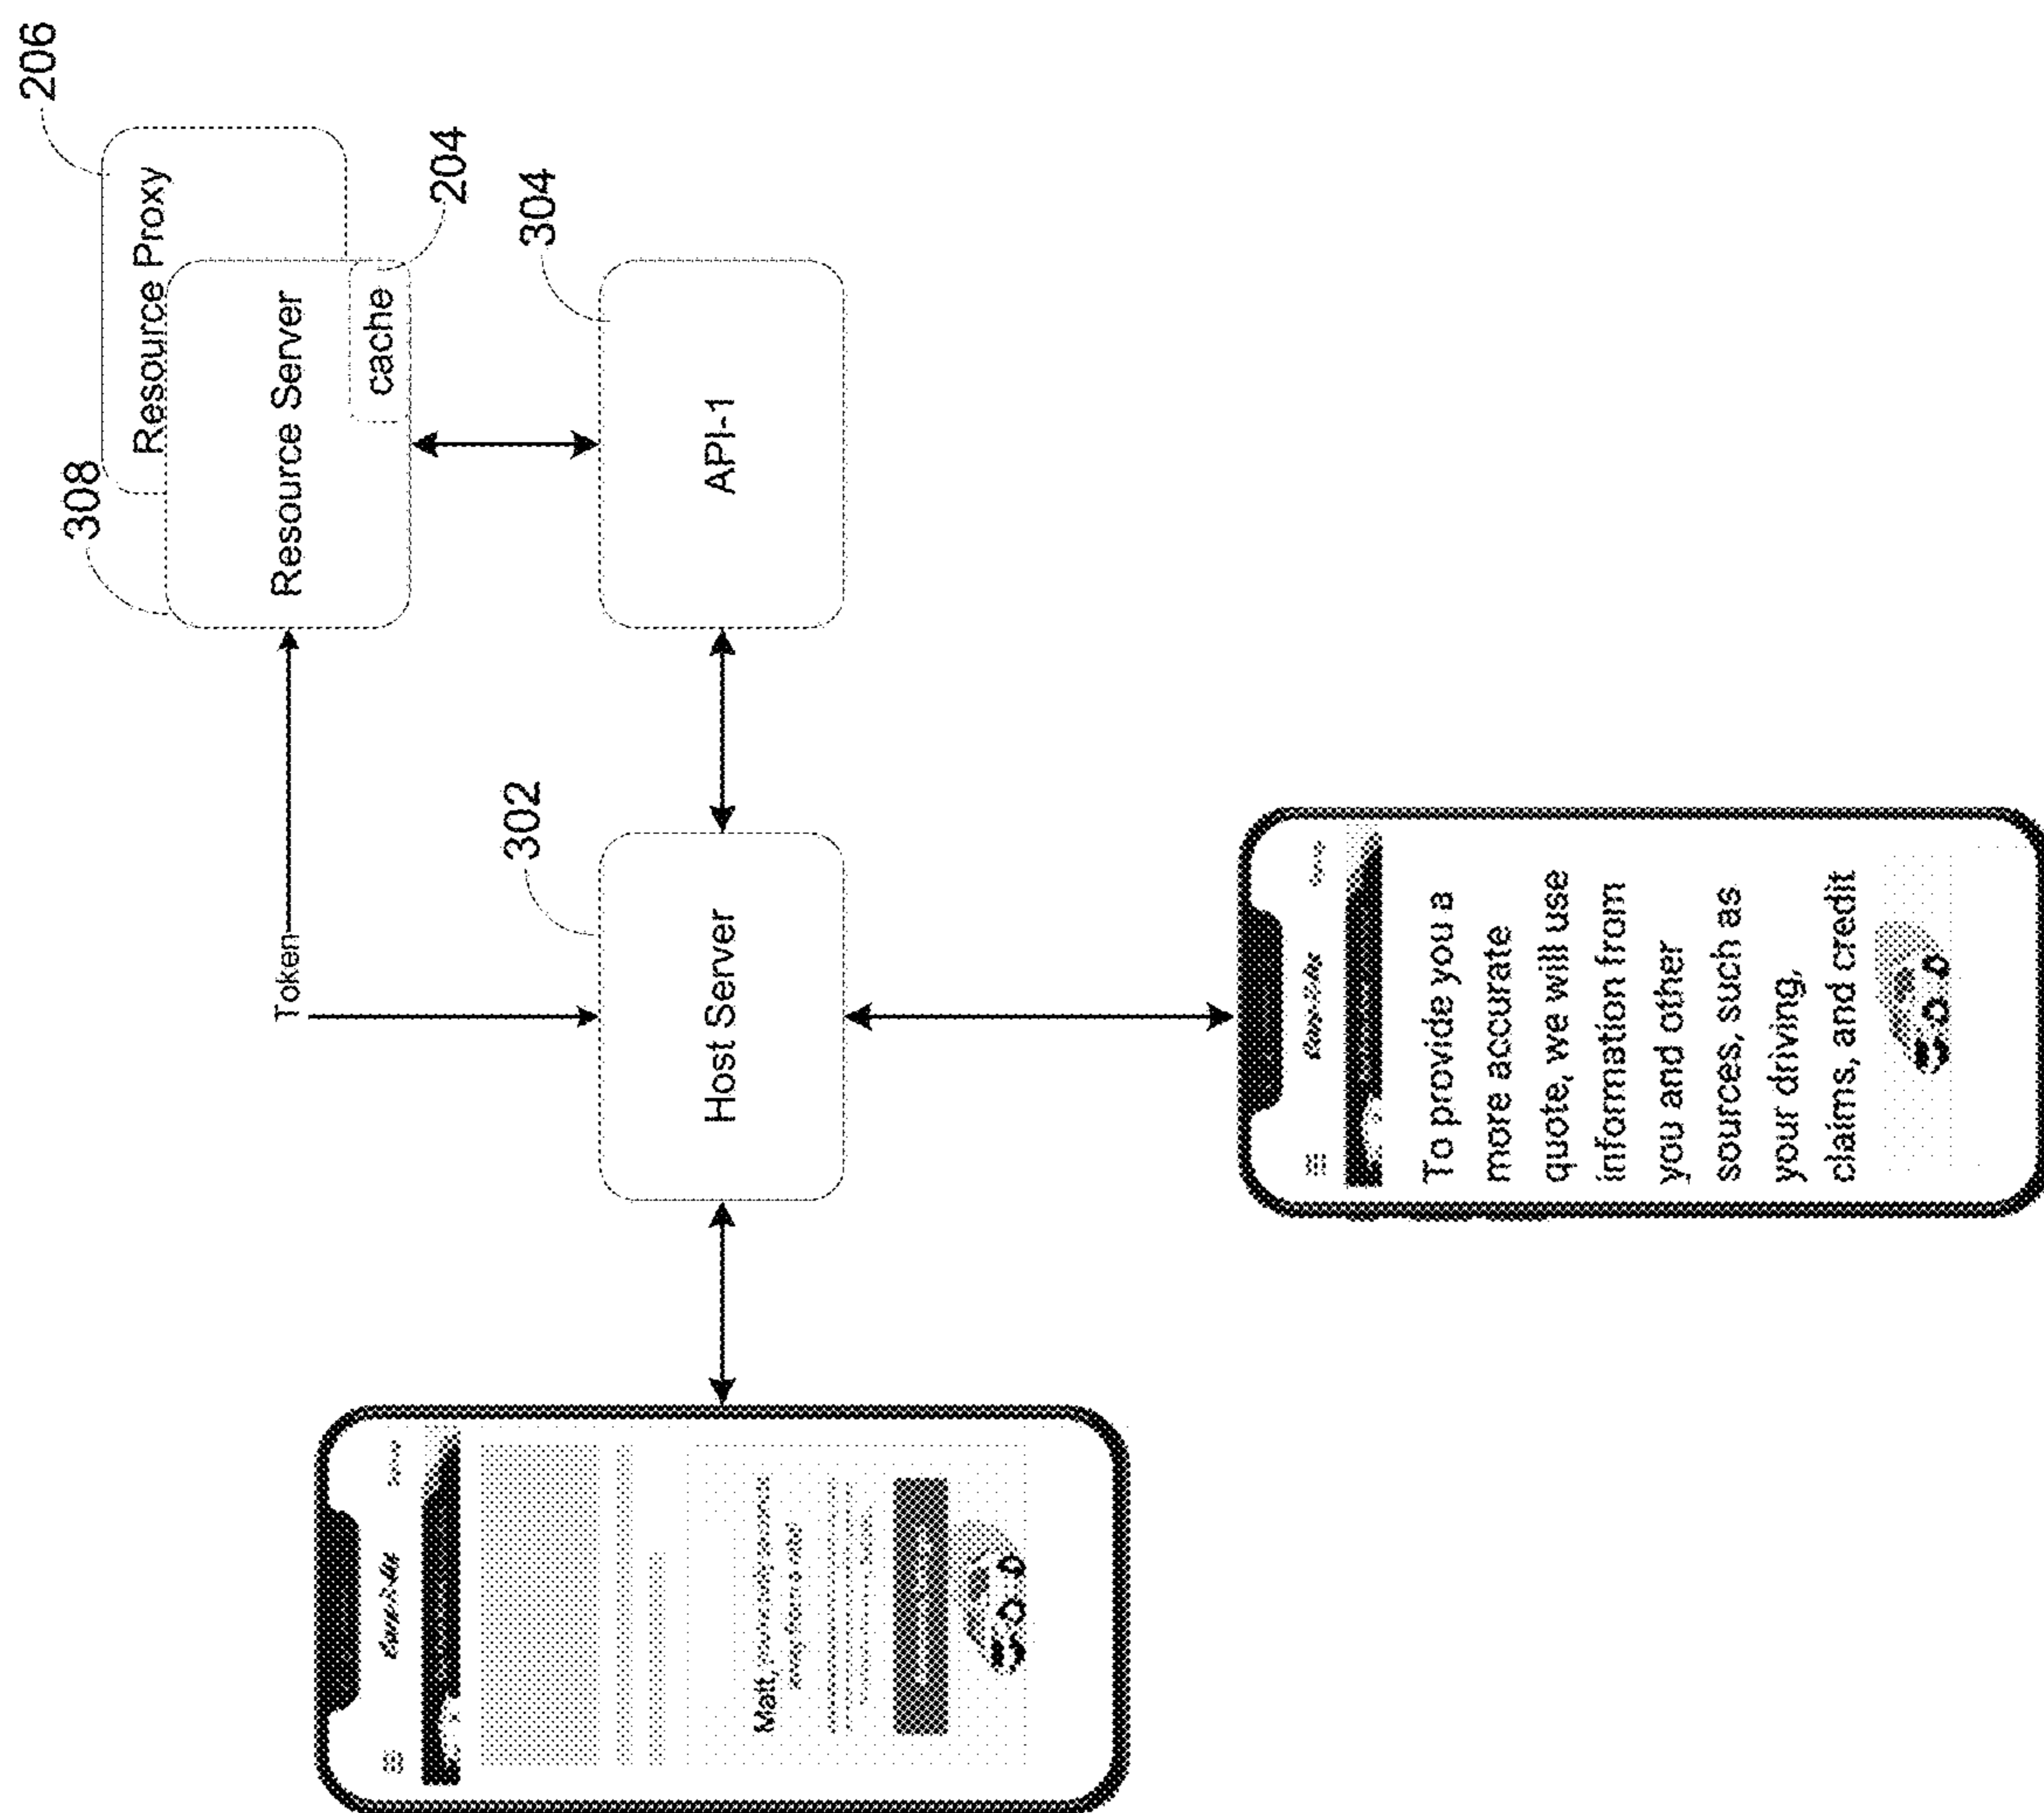 206
Resource Proxy
308
Resource Server
cache
204
304
API-1
Token
302
Host Server
Matt,
To provide you a
more accurate
quote, we will use
information from
you and other
sources, such as
your driving,
claims, and credit